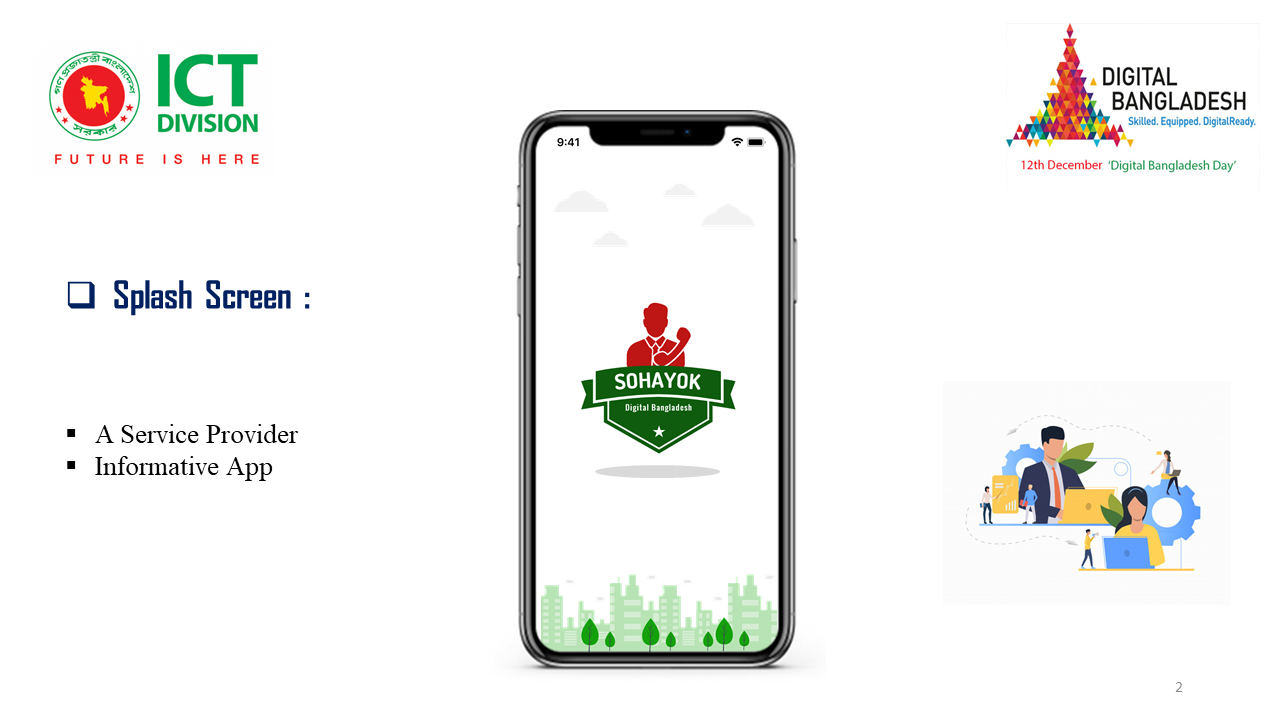 গণপ্রজাতন্ত্রী বাংলাদেশ
সরকার
ICT
DIVISION
FUTURE IS HERE
DIGITAL
BANGLADESH
Skilled. Equipped. DigitalReady.
12th December 'Digital Bangladesh Day'
9:41
❑ Splash Screen :
SOHAYOK
Digital Bangladesh
▪ A Service Provider
▪ Informative App
2